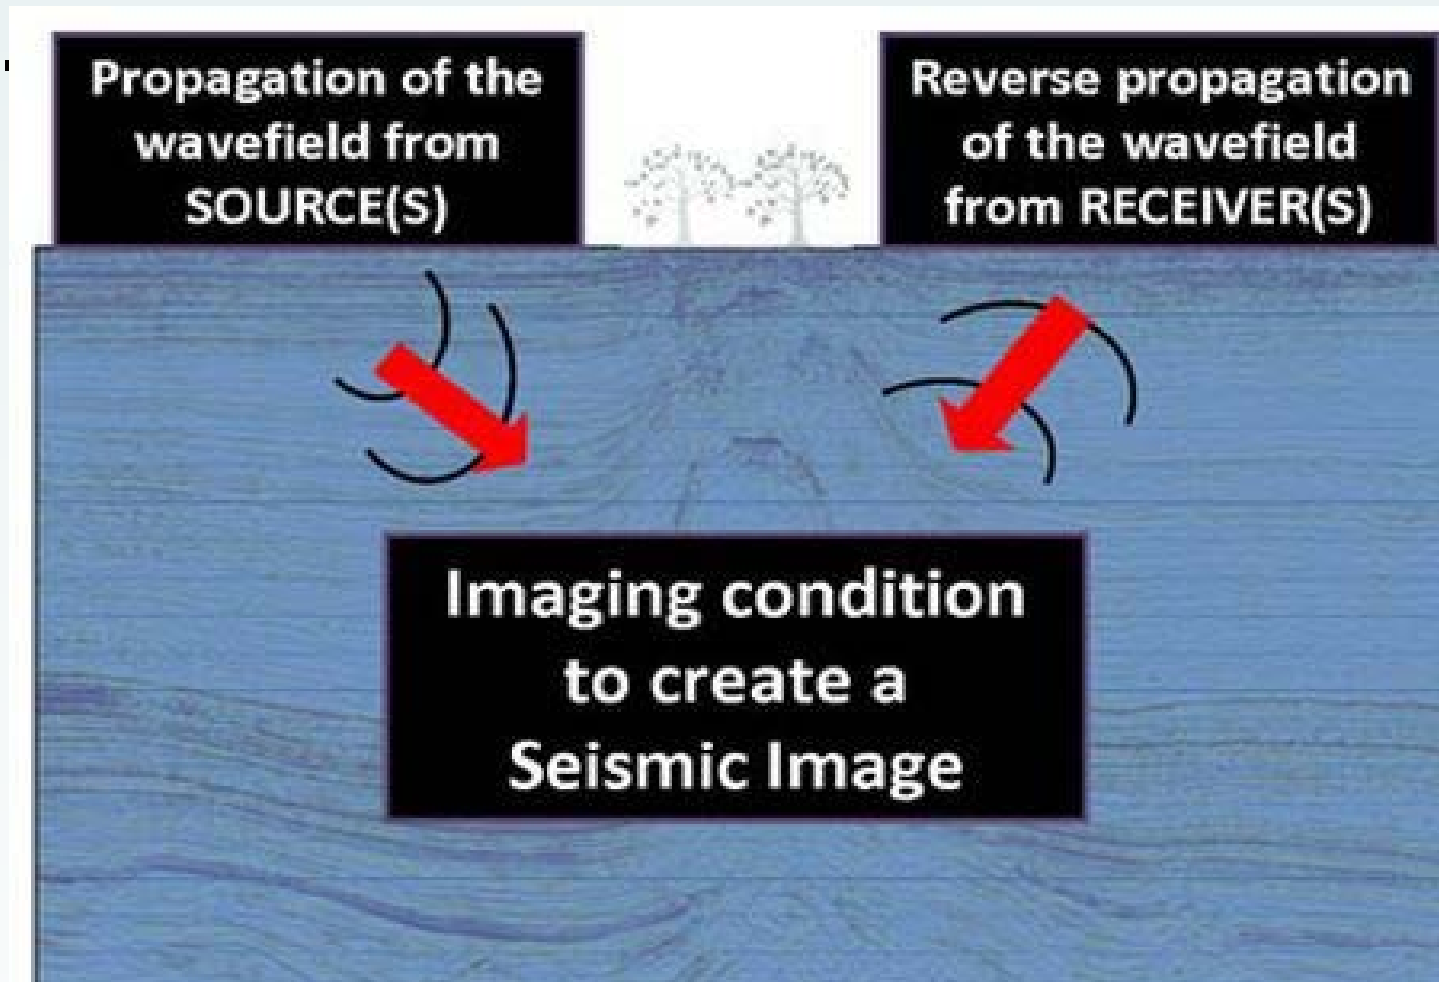 Propagation of the
wavefield from
SOURCE(S)
Reverse propagation
of the wavefield
from RECEIVER(S)
Imaging condition
to create a
Seismic Image